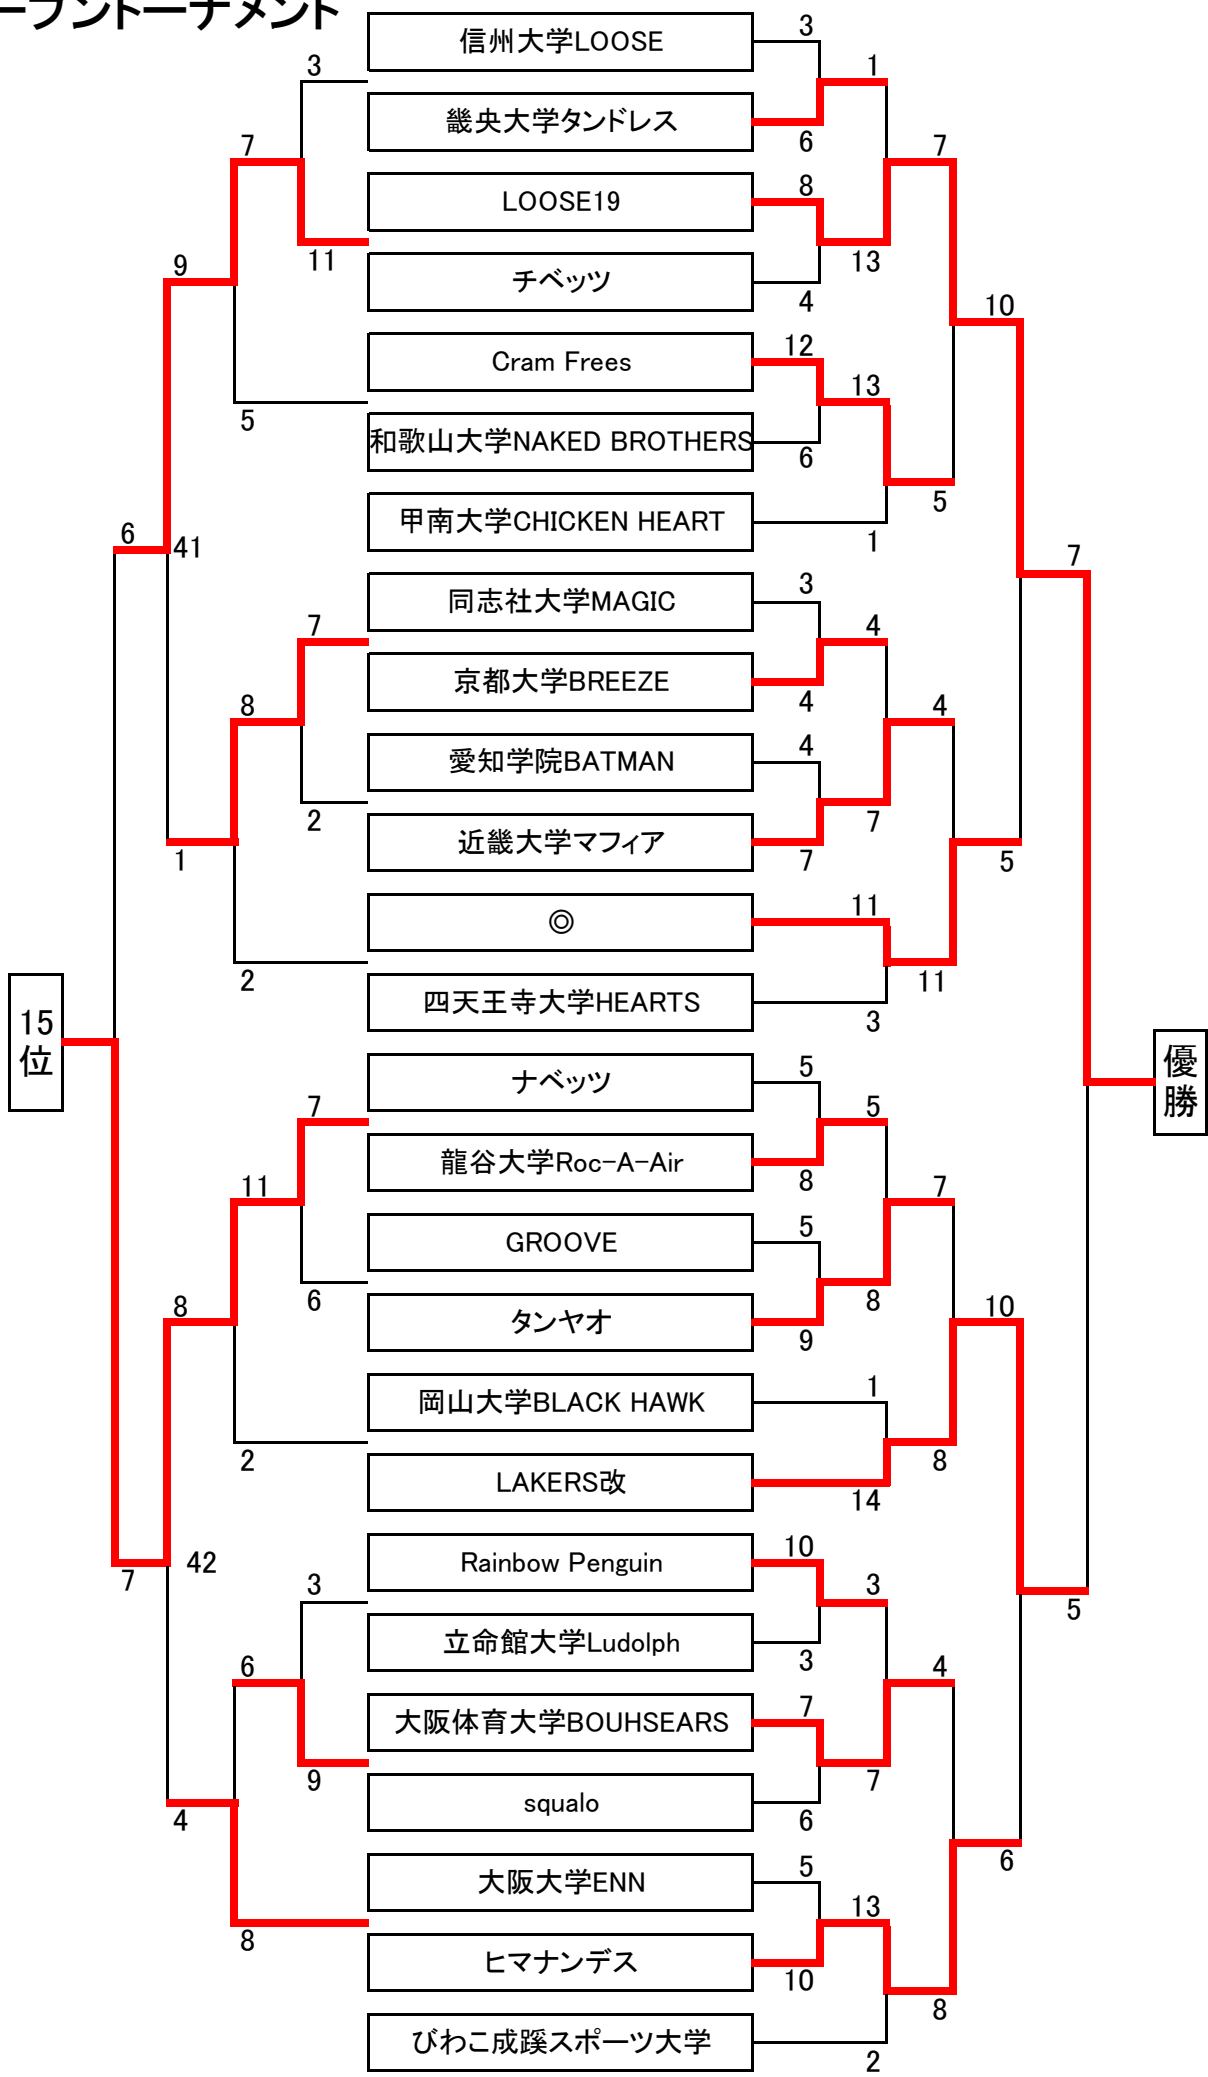 ープントーナメント
信州大学LOOSE 3
3 1
畿央大学タンドレス
7 6 7
LOOSE19 8
9 11 13
チベッツ 4
10
Cram Frees 12
13
5
和歌山大学NAKED BROTHERS 6
5
甲南大学CHICKEN HEART
6 41 1 7
同志社大学MAGIC 3
7 4
京都大学BREEZE
8 4 4
愛知学院BATMAN 4
2 7
近畿大学マフィア
1 7 5
◎ 11
2 11
四天王寺大学HEARTS 3
15
位
優
勝
ナベッツ 5
7 5
龍谷大学Roc-A-Air
11 8 7
GROOVE 5
8 6 8 10
タンヤオ
9
岡山大学BLACK HAWK 1
2 8
LAKERS改 14
Rainbow Penguin 10
7 42 3 3 5
立命館大学Ludolph 3
6 4
大阪体育大学BOUHSEARS 7
9 7
squalo
4 6 6
大阪大学ENN 5
13
8
ヒマナンデス 10
8
びわこ成蹊スポーツ大学 2